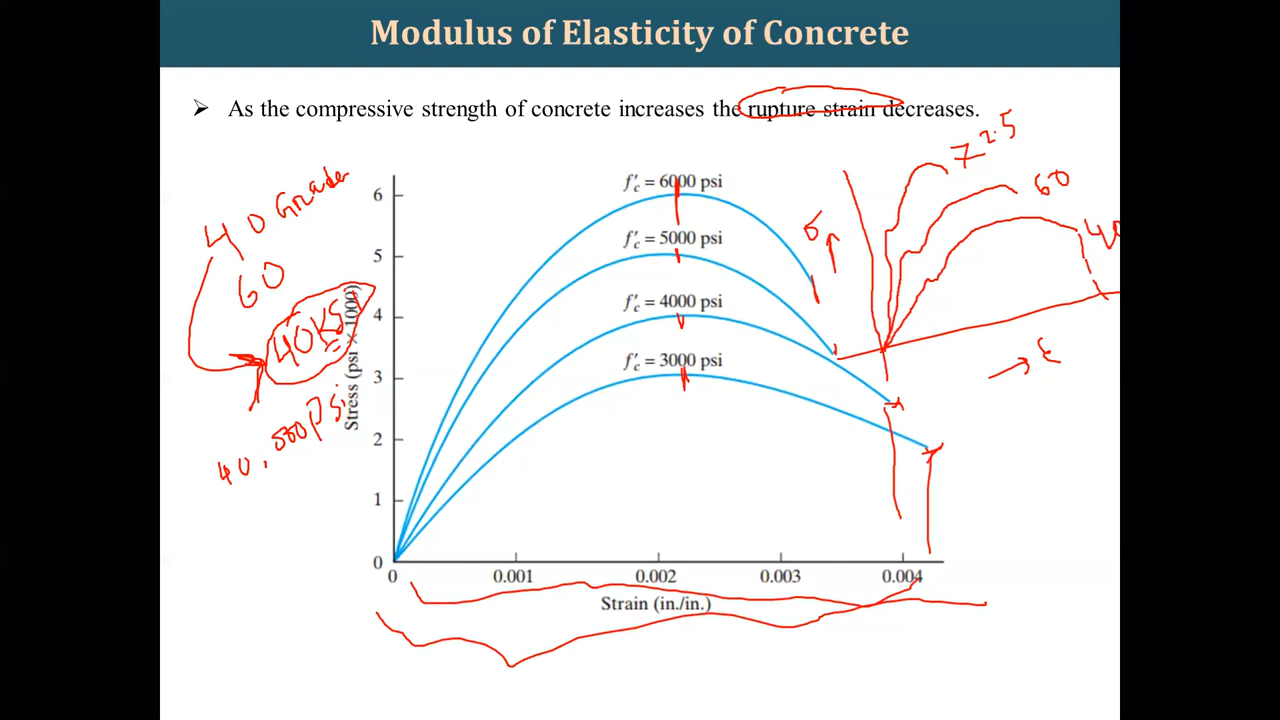 Modulus of Elasticity of Concrete
➢ As the compressive strength of concrete increases the rupture strain decreases.
40 Grade
60
40 Ksi
40,000 Psi
Stress (psi × 1000)
6
5
4
3
2
1
0
f′c = 6000 psi
f′c = 5000 psi
f′c = 4000 psi
f′c = 3000 psi
0 0.001 0.002 0.003 0.004
Strain (in./in.)
72.5
60
40
σ
ε